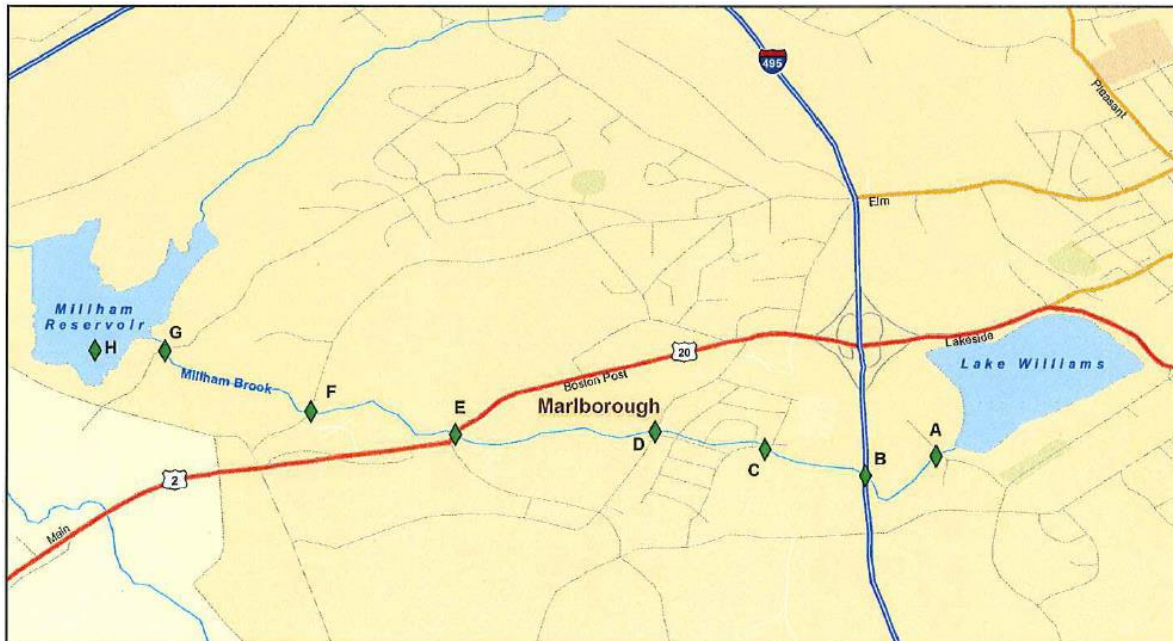 495
Pleasant
Elm
Millham
Reservoir
H
G
Millham Brook
F
20
Boston Post
Lakeside
Lake Williams
Marlborough
E
D
C
B
A
2
Main